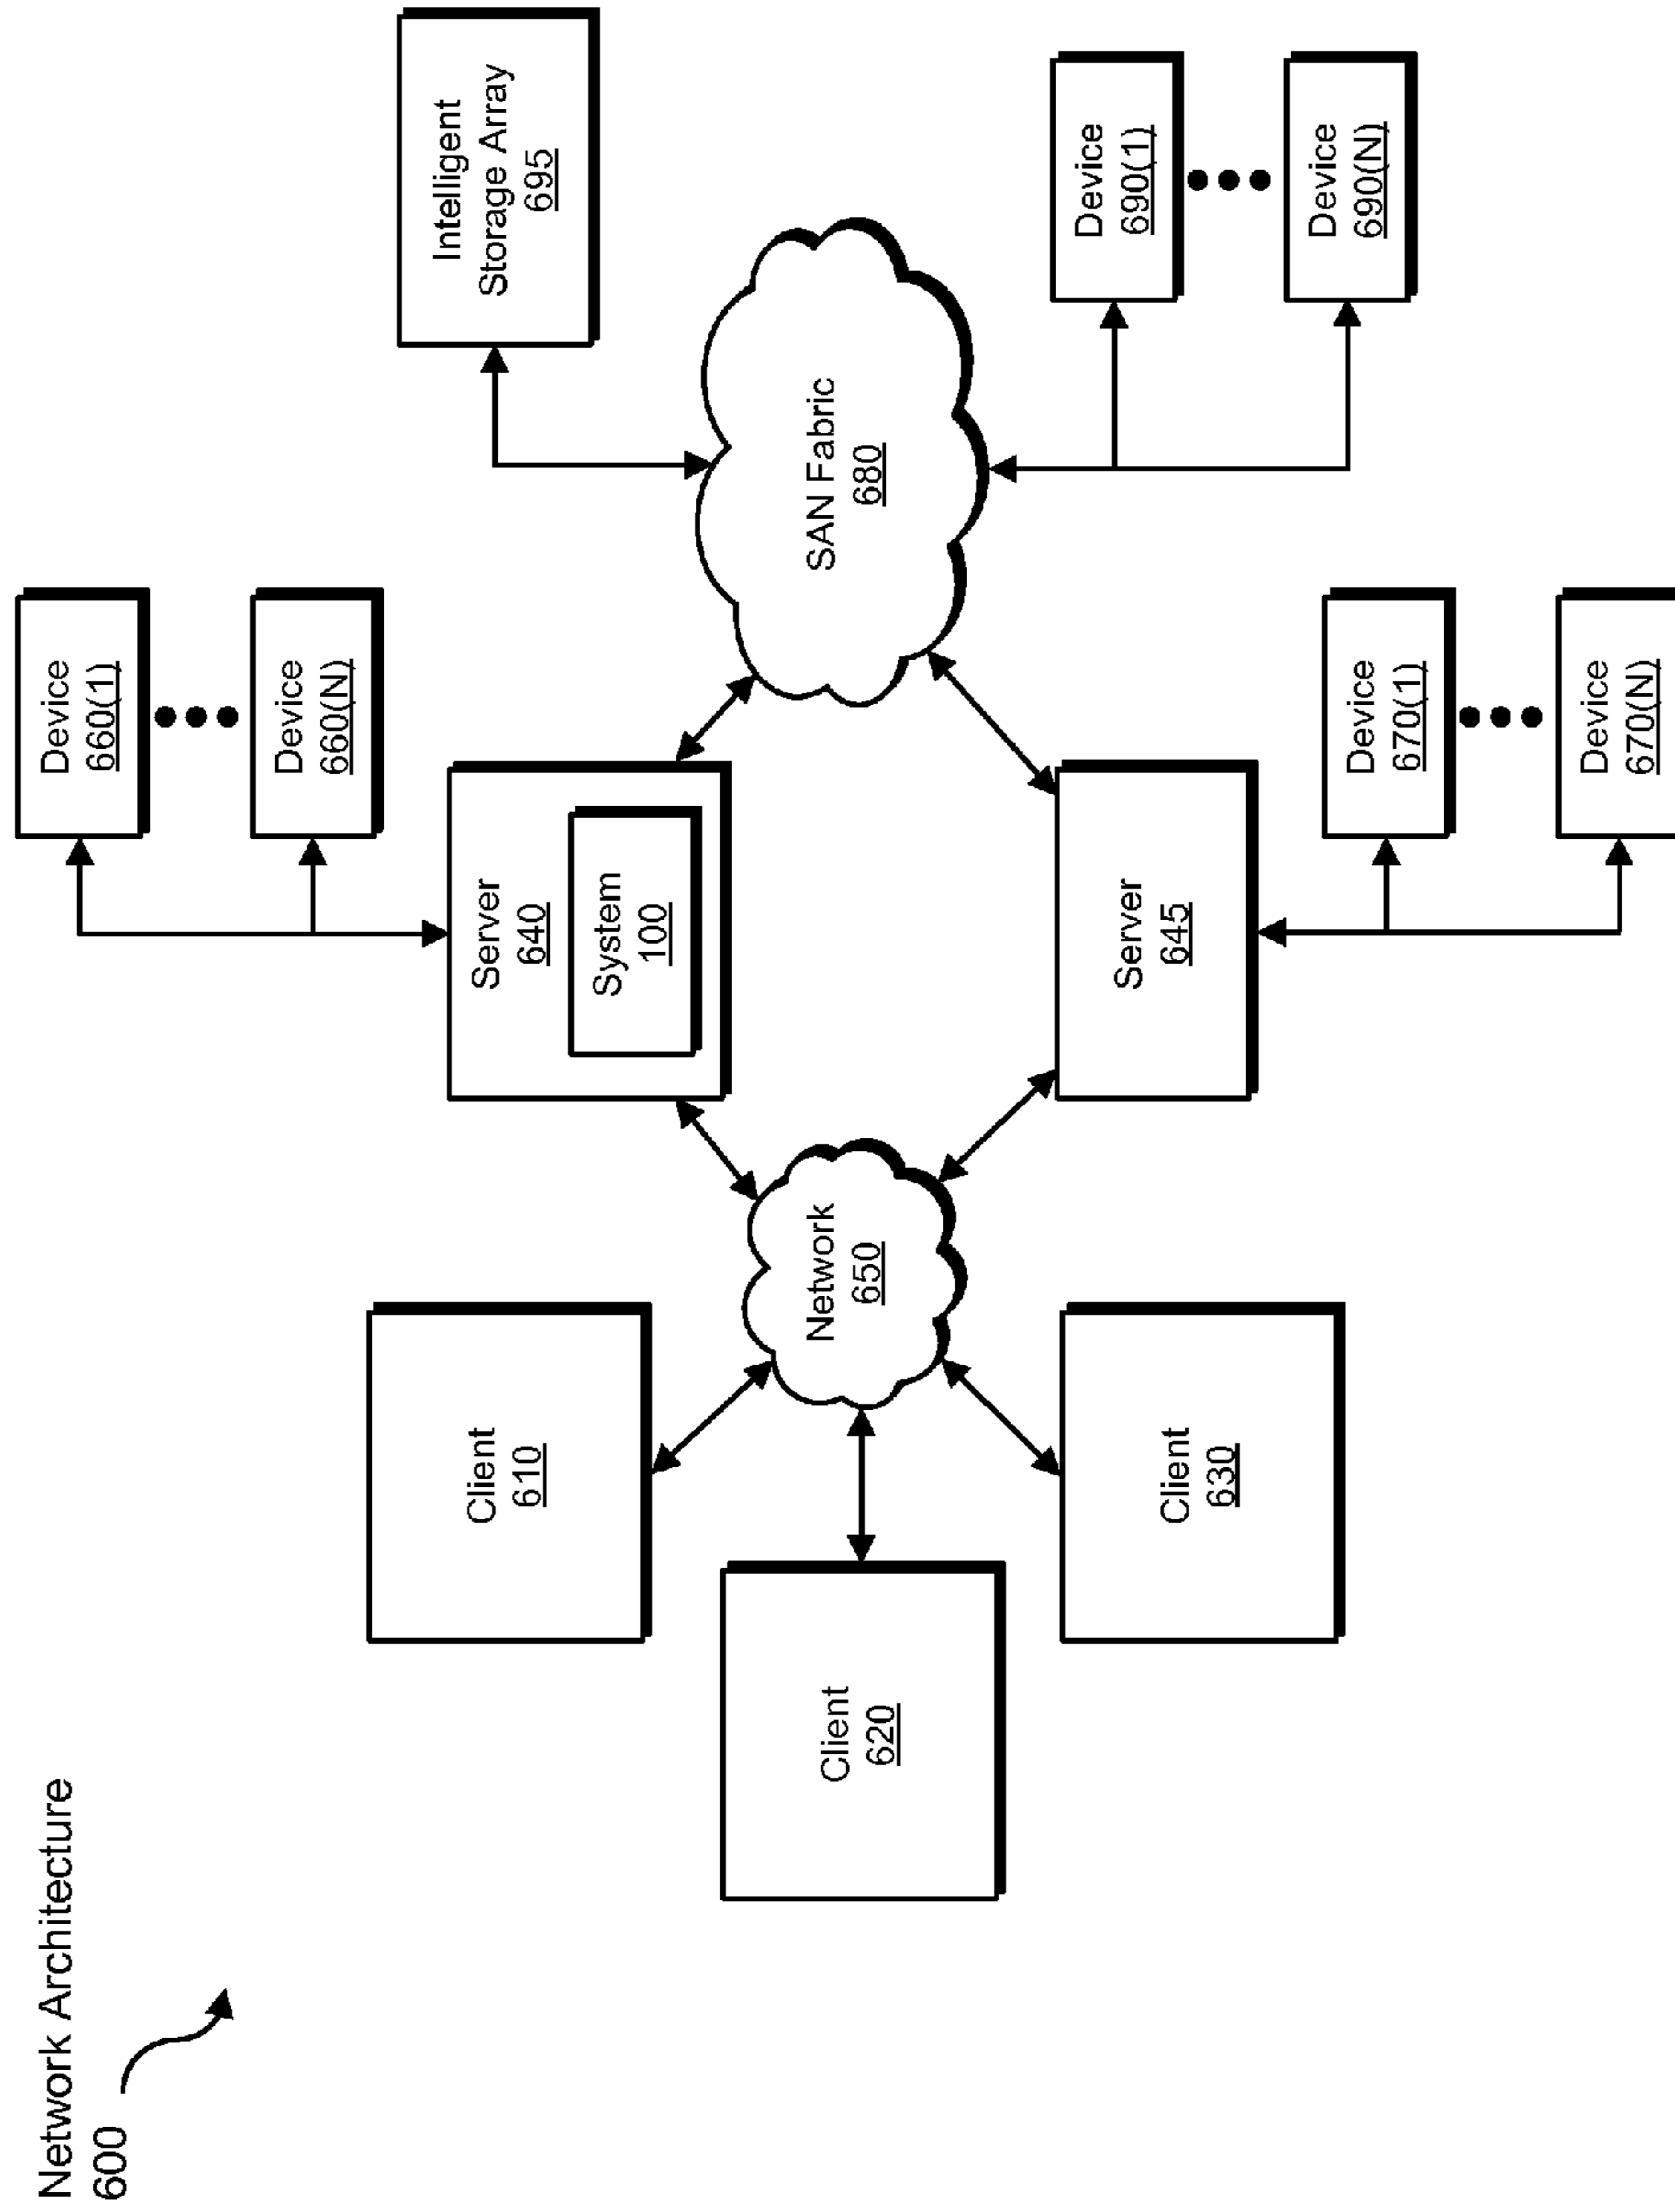 Network Architecture
600
Device
660(1)
Device
660(N)
Server
640
System
100
Intelligent
Storage Array
695
Client
610
Client
620
Network
650
SAN Fabric
680
Client
630
Server
645
Device
690(1)
Device
690(N)
Device
670(1)
Device
670(N)